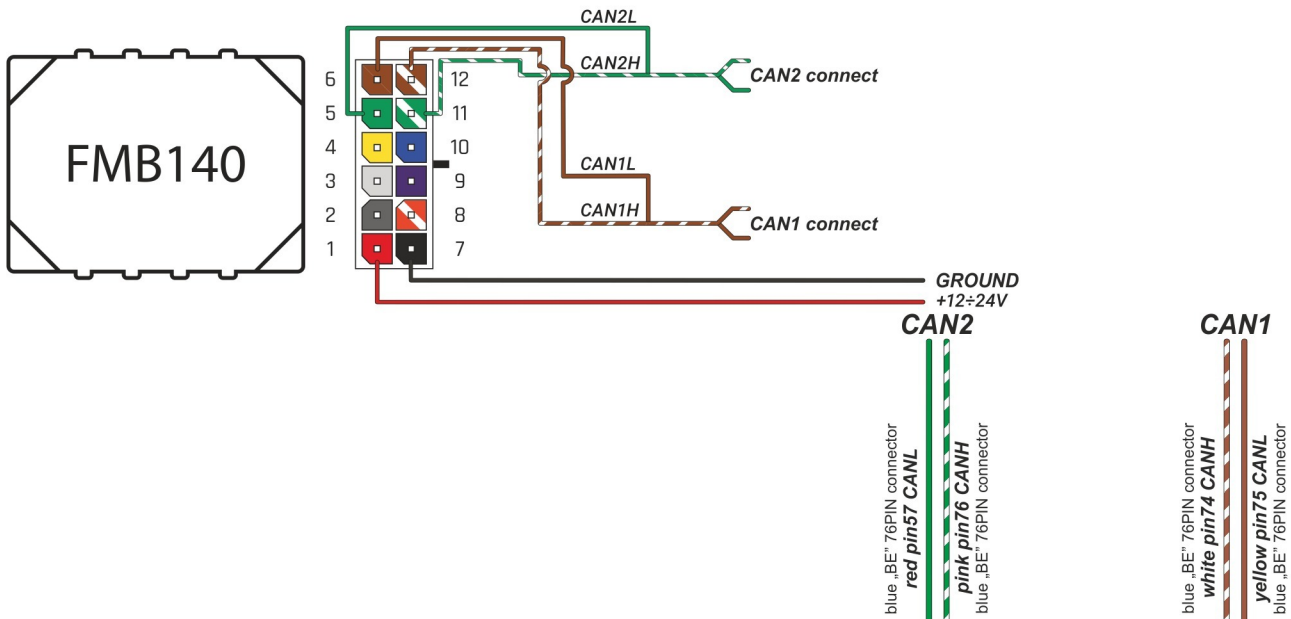 CAN2L
CAN2H
CAN2 connect
FMB140
6 12
5 11
4 10
3 9
2 8
1 7
CAN1L
CAN1H
CAN1 connect
GROUND
+12÷24V
CAN2
CAN1
blue „BE” 76PIN connector
red pin57 CANL
pink pin76 CANH
blue „BE” 76PIN connector
blue „BE” 76PIN connector
white pin74 CANH
yellow pin75 CANL
blue „BE” 76PIN connector